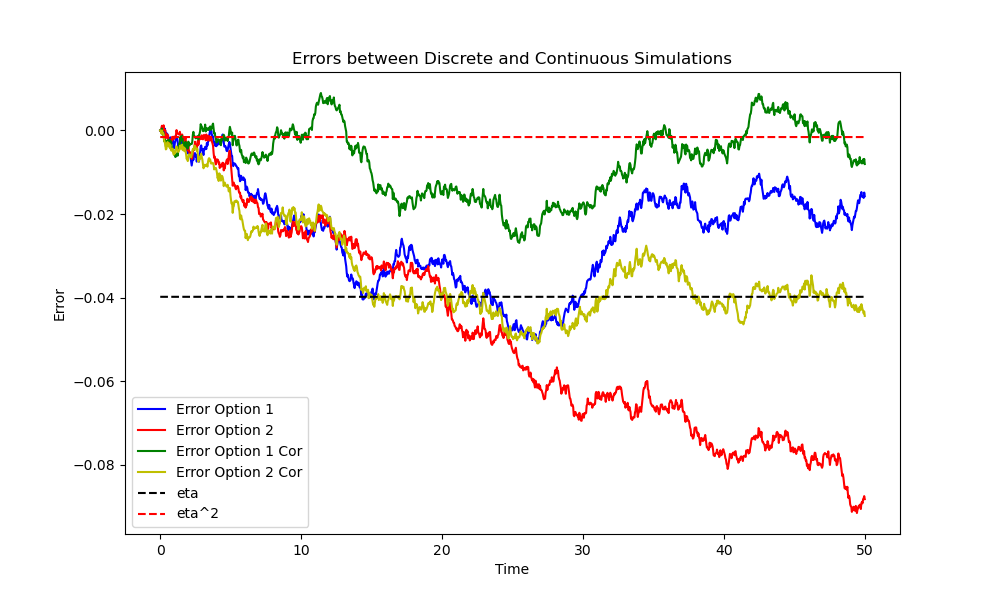 Errors between Discrete and Continuous Simulations
Error
0.00
−0.02
−0.04
−0.06
−0.08
Error Option 1
Error Option 2
Error Option 1 Cor
Error Option 2 Cor
eta
eta^2
0 10 20 30 40 50
Time